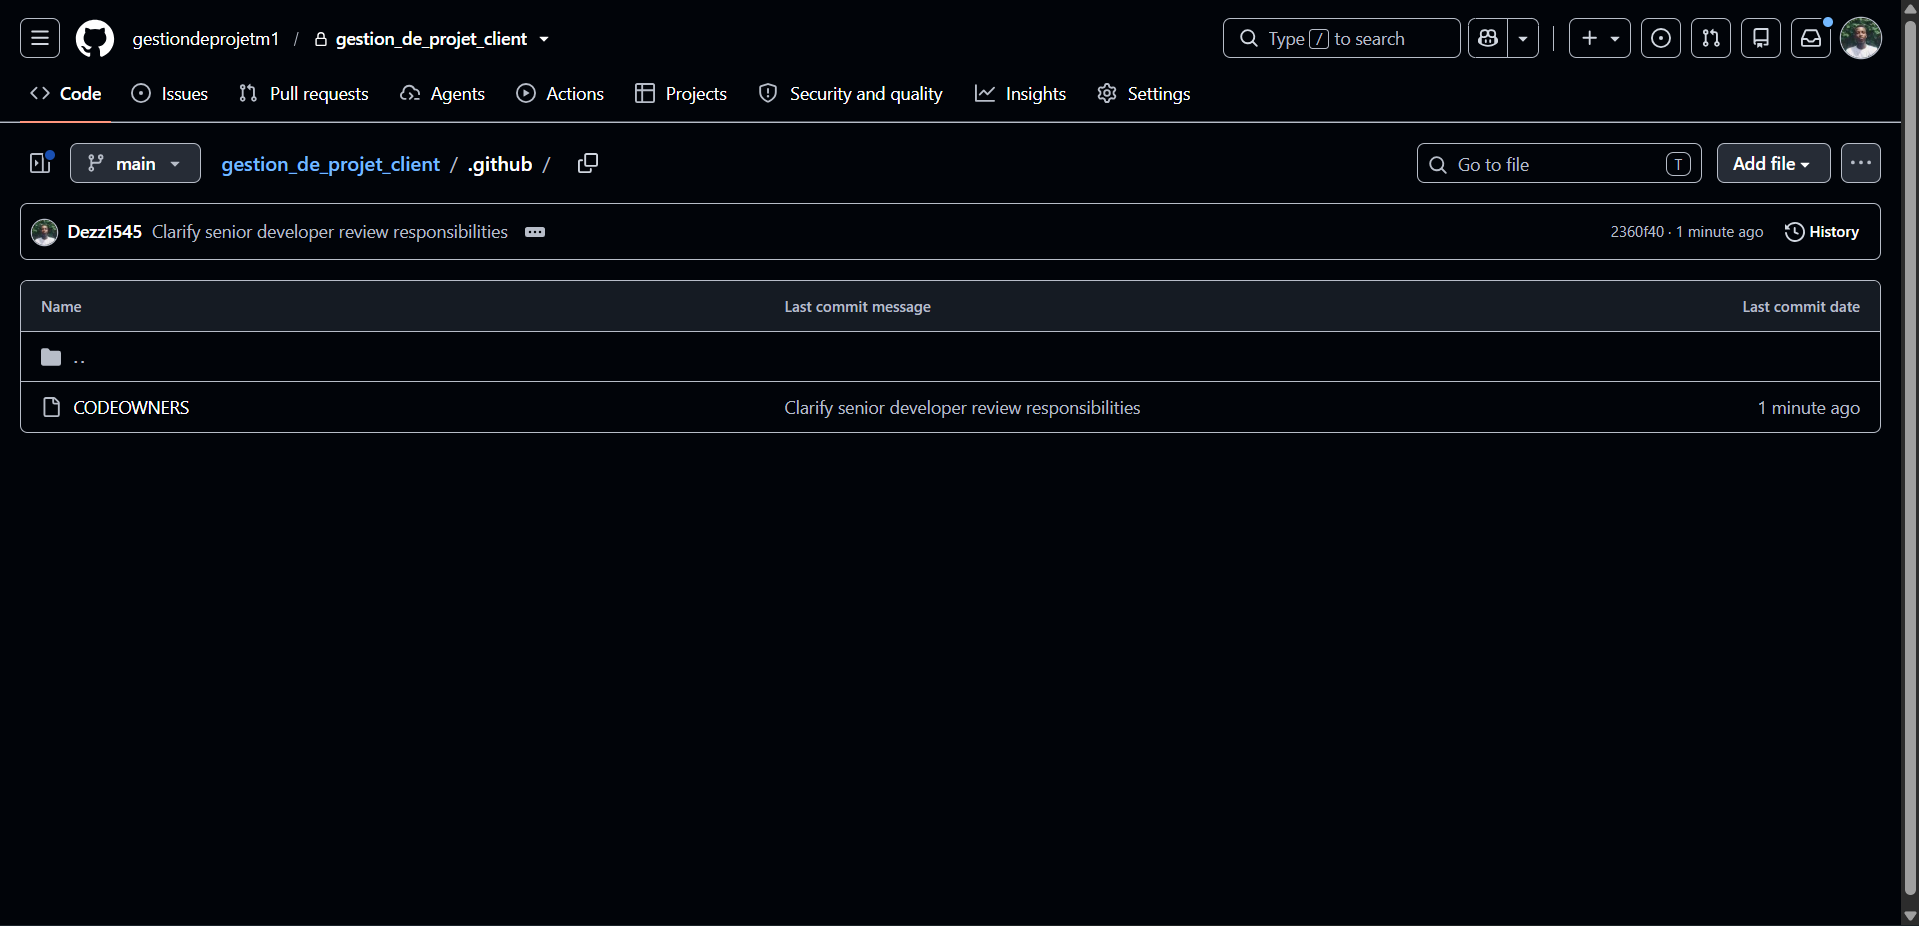 gestiondeprojetm1 / gestion_de_projet_client
Type / to search
Code Issues Pull requests Agents Actions Projects Security and quality Insights Settings
main gestion_de_projet_client / .github /
Go to file T Add file
Dezz1545 Clarify senior developer review responsibilities 2360f40 · 1 minute ago History
Name Last commit message Last commit date
..
CODEOWNERS Clarify senior developer review responsibilities 1 minute ago